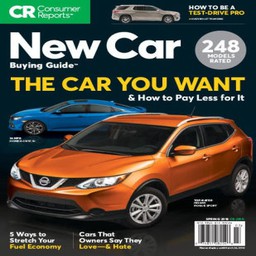 CR Consumer Reports™
HOW TO BE A
TEST-DRIVE PRO
New Car
Buying Guide™
248
MODELS
RATED
THE CAR YOU WANT
& How to Pay Less for It
5 Ways to
Stretch Your
Fuel Economy
Cars That
Owners Say They
Love—& Hate